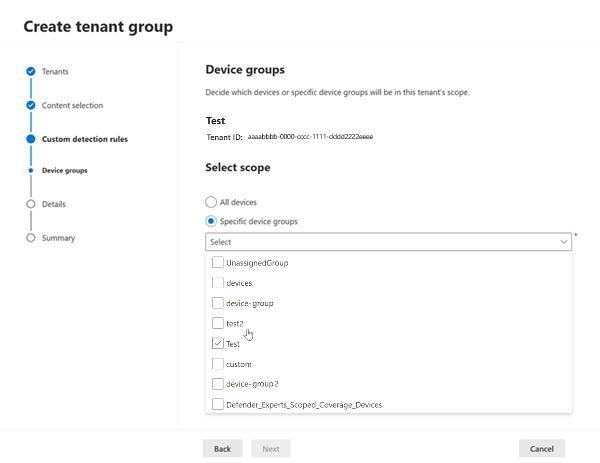 Create tenant group
Tenants
Content selection
Custom detection rules
Device groups
Details
Summary
Device groups
Decide which devices or specific device groups will be in this tenant's scope.
Test
Tenant ID: aaaabbbb-0000-cccc-1111-dddd2222eeee
Select scope
All devices
Specific device groups
Select
*
UnassignedGroup
devices
device-group
test2
Test
custom
device-group2
Defender_Experts_Scoped_Coverage_Devices
Back
Next
Cancel